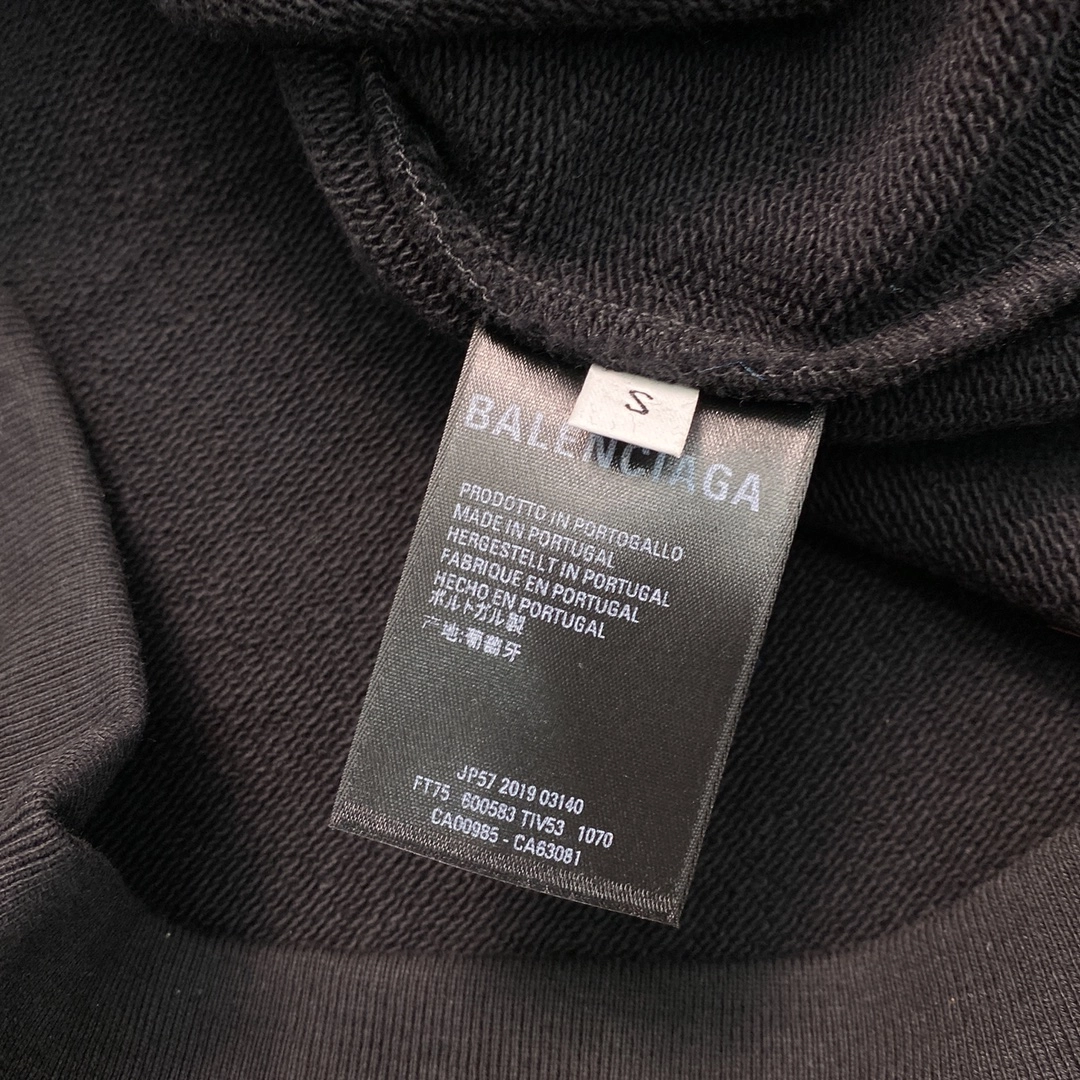 S
BALENCIAGA
PRODOTTO IN PORTOGALLO
MADE IN PORTUGAL
HERGESTELLT IN PORTUGAL
FABRIQUE EN PORTUGAL
HECHO EN PORTUGAL
ポルトガル製
产地:葡萄牙
JP57 2019 03140
FT75 600583 TIV53 1070
CA00985 - CA63081